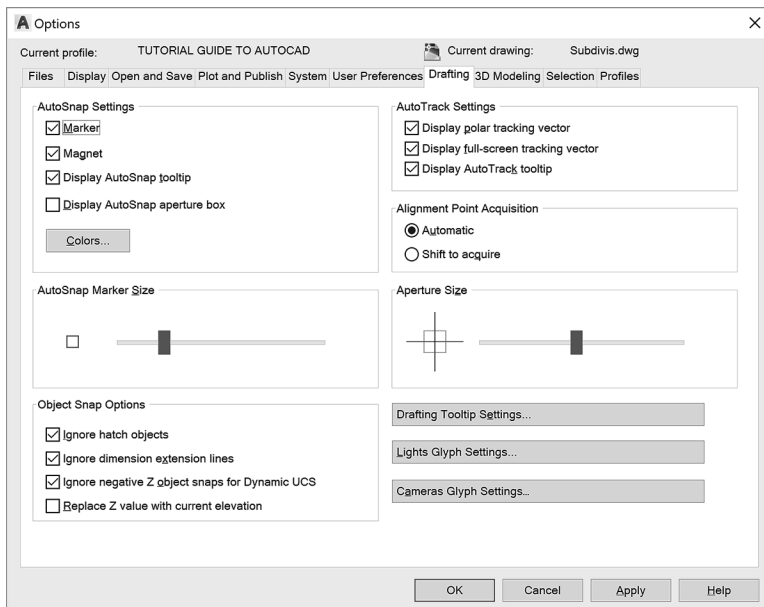 Options
Current profile: TUTORIAL GUIDE TO AUTOCAD Current drawing: Subdivis.dwg
Files Display Open and Save Plot and Publish System User Preferences Drafting 3D Modeling Selection Profiles
AutoSnap Settings
Marker
Magnet
Display AutoSnap tooltip
Display AutoSnap aperture box
Colors...
AutoTrack Settings
Display polar tracking vector
Display full-screen tracking vector
Display AutoTrack tooltip
Alignment Point Acquisition
Automatic
Shift to acquire
AutoSnap Marker Size
Aperture Size
Object Snap Options
Ignore hatch objects
Ignore dimension extension lines
Ignore negative Z object snaps for Dynamic UCS
Replace Z value with current elevation
Drafting Tooltip Settings...
Lights Glyph Settings...
Cameras Glyph Settings...
OK Cancel Apply Help